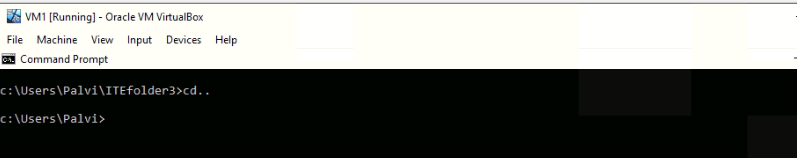 VM1 [Running] - Oracle VM VirtualBox
File Machine View Input Devices Help
Command Prompt
c:\Users\Palvi\ITEfolder3>cd..
c:\Users\Palvi>